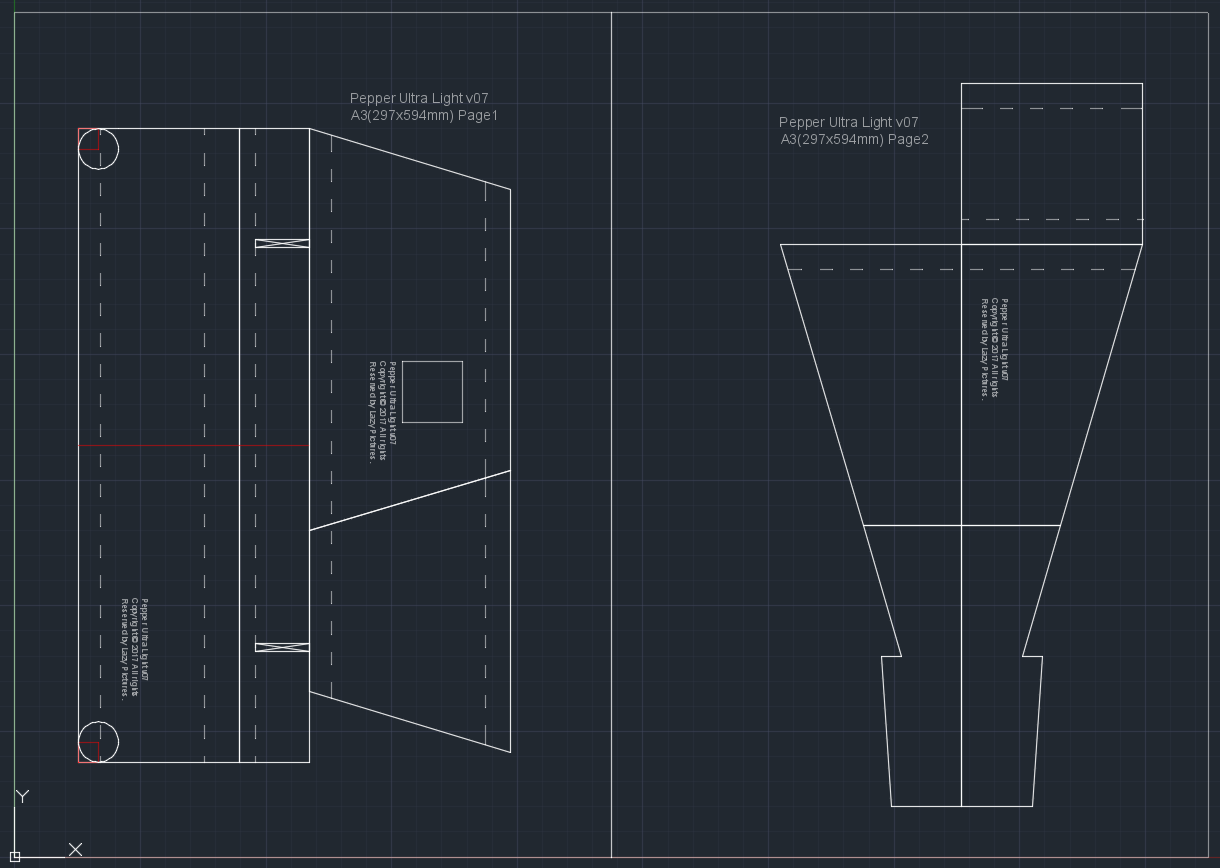 Pepper Ultra Light v07
A3(297x594mm) Page1
Pepper Ultra Light v07
A3(297x594mm) Page2
Pepper Ultra Light v07
Copyright© 2017 All rights
Reserved by Lazy Pictures.
Pepper Ultra Light v07
Copyright© 2017 All rights
Reserved by Lazy Pictures.
Pepper Ultra Light v07
Copyright© 2017 All rights
Reserved by Lazy Pictures.
Y
X